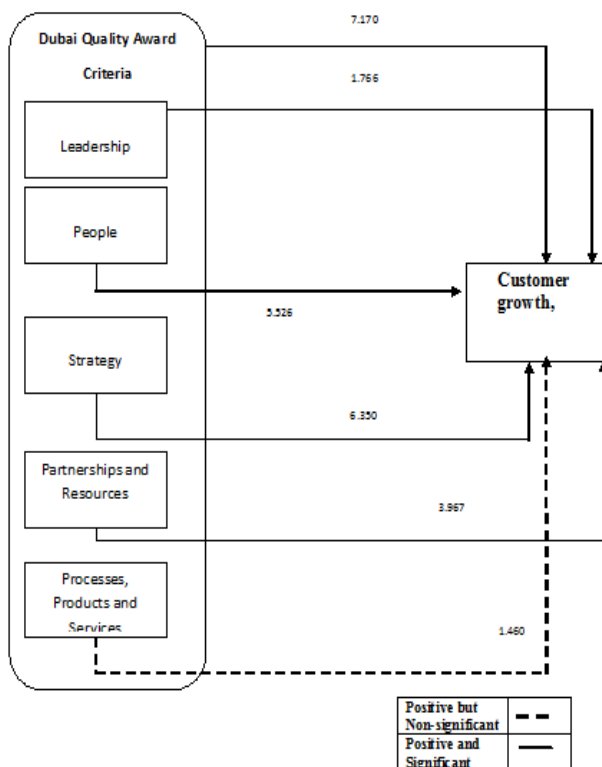 Dubai Quality Award
Criteria
7.170
1.766
Leadership
People
Customer
growth,
5.526
Strategy
6.350
Partnerships and
Resources
3.967
Processes,
Products and
Services
1.460
Positive but
Non-significant
Positive and
Significant